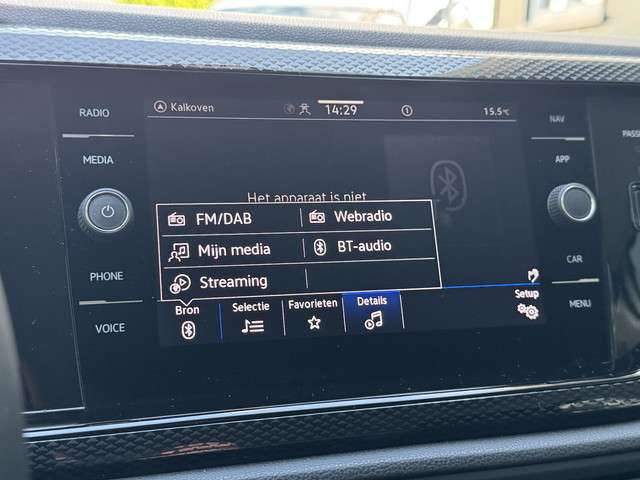 RADIO
MEDIA
PHONE
VOICE
Kalkoven
14:29
15.5°C
Het apparaat is niet
FM/DAB
Webradio
Mijn media
BT-audio
Streaming
Bron
Selectie
Favorieten
Details
Setup
NAV
APP
CAR
MENU
PASS